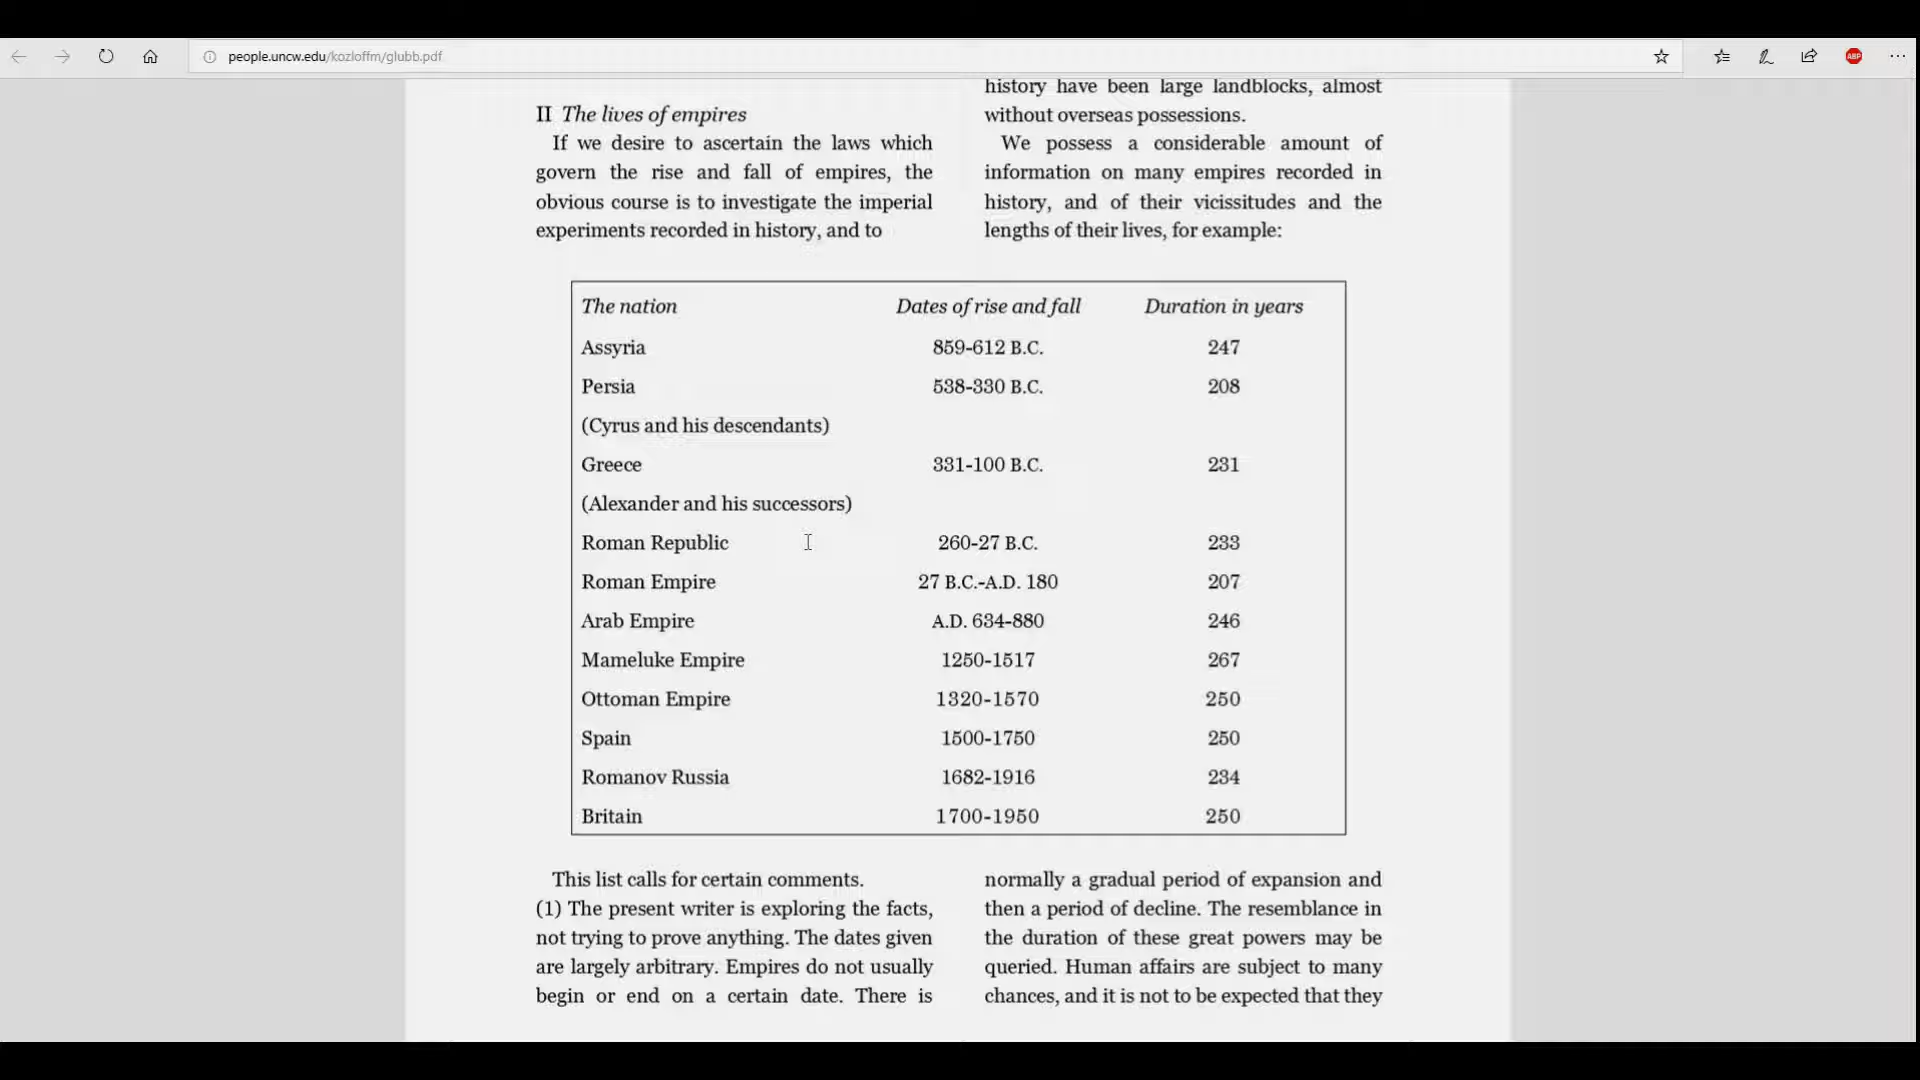 people.uncw.edu/kozloffm/glubb.pdf
ABP
II The lives of empires
If we desire to ascertain the laws which
govern the rise and fall of empires, the
obvious course is to investigate the imperial
experiments recorded in history, and to
history have been large landblocks, almost
without overseas possessions.
We possess a considerable amount of
information on many empires recorded in
history, and of their vicissitudes and the
lengths of their lives, for example:
The nation Dates of rise and fall Duration in years
Assyria 859-612 B.C. 247
Persia 538-330 B.C. 208
(Cyrus and his descendants)
Greece 331-100 B.C. 231
(Alexander and his successors)
Roman Republic 260-27 B.C. 233
Roman Empire 27 B.C.-A.D. 180 207
Arab Empire A.D. 634-880 246
Mameluke Empire 1250-1517 267
Ottoman Empire 1320-1570 250
Spain 1500-1750 250
Romanov Russia 1682-1916 234
Britain 1700-1950 250
This list calls for certain comments.
(1) The present writer is exploring the facts,
not trying to prove anything. The dates given
are largely arbitrary. Empires do not usually
begin or end on a certain date. There is
normally a gradual period of expansion and
then a period of decline. The resemblance in
the duration of these great powers may be
queried. Human affairs are subject to many
chances, and it is not to be expected that they